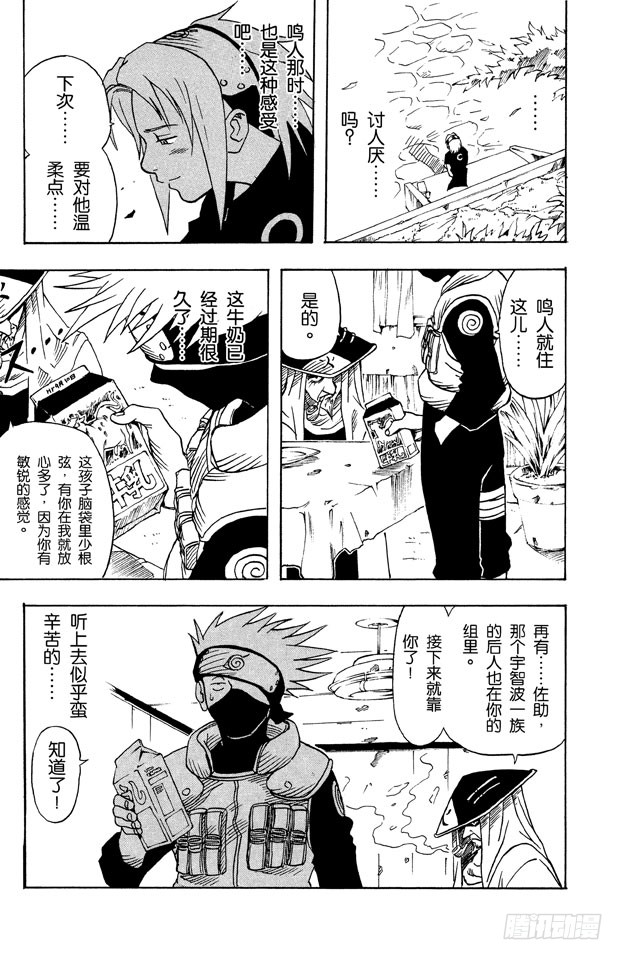 ……
讨人厌……
吗？
鸣人那时……
也是这种感受
吧……
下次……
要对他温
柔点……
鸣人就住
这儿……
是的。
这牛奶已
经过期很
久了……
牛乳
这孩子脑袋里少根
弦，有你在我就放
心多了，因为你有
敏锐的感觉。
再有……佐助，
那个宇智波一族
的后人也在你的
组里。
接下来就靠
你了！
听上去似乎蛮
辛苦的……
知道了！
腾讯动漫